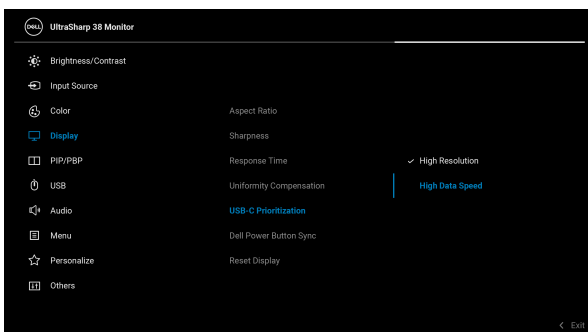 DELL UltraSharp 38 Monitor
Brightness/Contrast
Input Source
Color
Aspect Ratio
Display
Sharpness
PIP/PBP
Response Time
High Resolution
USB
Uniformity Compensation
High Data Speed
Audio
USB-C Prioritization
Menu
Dell Power Button Sync
Personalize
Reset Display
Others
Exit